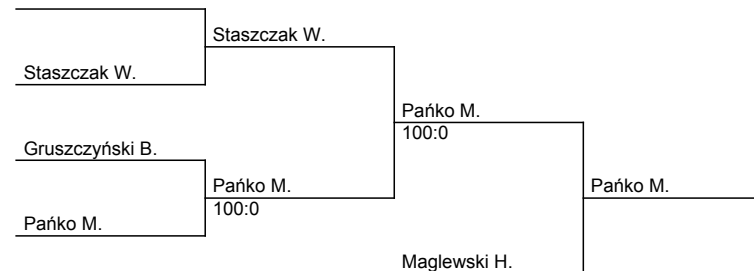 Staszczak W.
Staszczak W.
Gruszczyński B.
Pańko M.
100:0
Pańko M.
Pańko M.
100:0
Pańko M.
Maglewski H.